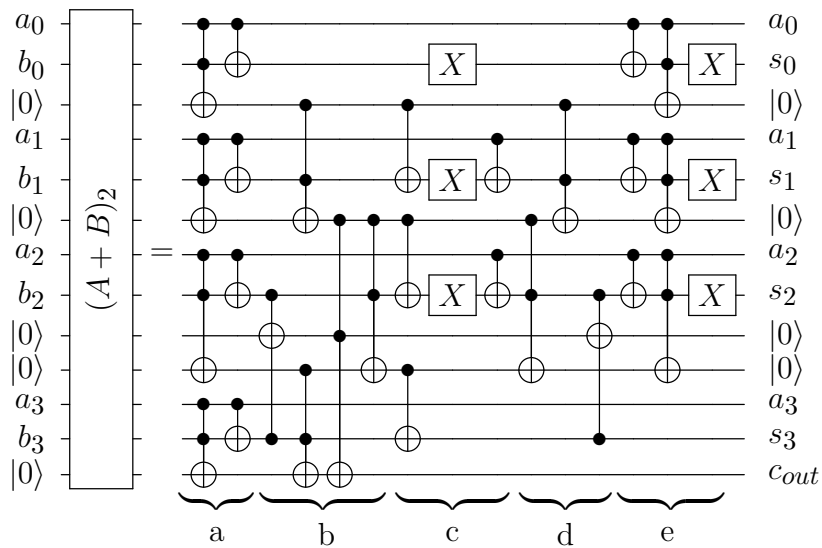 a₀ a₀
b₀ X X s₀
|0⟩ |0⟩
a₁ a₁
b₁ X X s₁
|0⟩ |0⟩
(A + B)₂ =
a₂ a₂
b₂ X X s₂
|0⟩ |0⟩
|0⟩ |0⟩
a₃ a₃
b₃ s₃
|0⟩ c_out
a b c d e